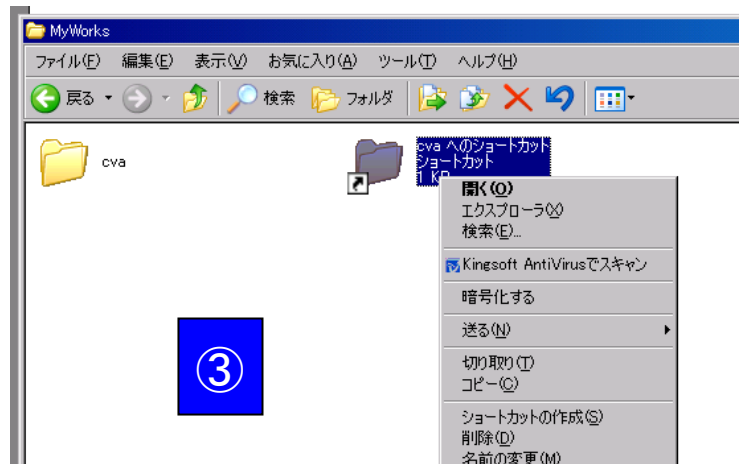 MyWorks
ファイル(F) 編集(E) 表示(V) お気に入り(A) ツール(T) ヘルプ(H)
戻る 検索 フォルダ
cva
cva へのショートカット
ショートカット
1 KB
開く(O)
エクスプローラ(X)
検索(E)...
Kingsoft AntiVirusでスキャン
暗号化する
送る(N)
切り取り(T)
コピー(C)
ショートカットの作成(S)
削除(D)
名前の変更(M)
③